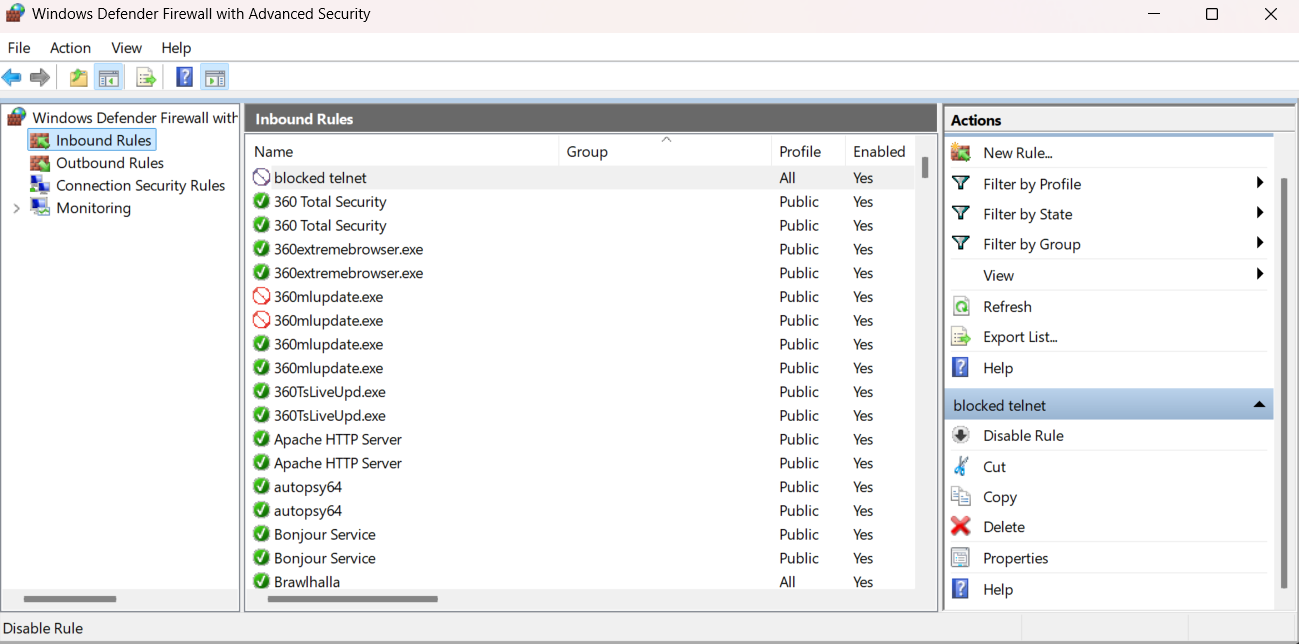 Windows Defender Firewall with Advanced Security
File Action View Help
Windows Defender Firewall with
Inbound Rules
Outbound Rules
Connection Security Rules
Monitoring
Inbound Rules
Name Group Profile Enabled
blocked telnet All Yes
360 Total Security Public Yes
360 Total Security Public Yes
360extremebrowser.exe Public Yes
360extremebrowser.exe Public Yes
360mlupdate.exe Public Yes
360mlupdate.exe Public Yes
360mlupdate.exe Public Yes
360mlupdate.exe Public Yes
360TsLiveUpd.exe Public Yes
360TsLiveUpd.exe Public Yes
Apache HTTP Server Public Yes
Apache HTTP Server Public Yes
autopsy64 Public Yes
autopsy64 Public Yes
Bonjour Service Public Yes
Bonjour Service Public Yes
Brawlhalla All Yes
Actions
New Rule...
Filter by Profile
Filter by State
Filter by Group
View
Refresh
Export List...
Help
blocked telnet
Disable Rule
Cut
Copy
Delete
Properties
Help
Disable Rule